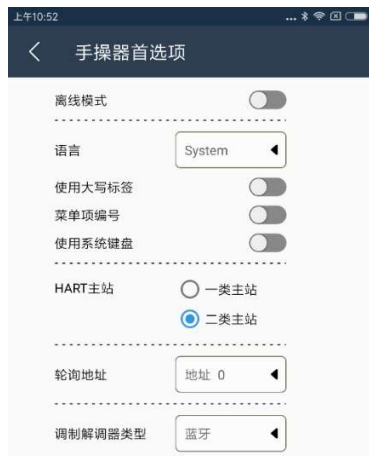 上午10:52 ...
手操器首选项
离线模式
语言 System
使用大写标签
菜单项编号
使用系统键盘
HART主站 一类主站
二类主站
轮询地址 地址 0
调制解调器类型 蓝牙